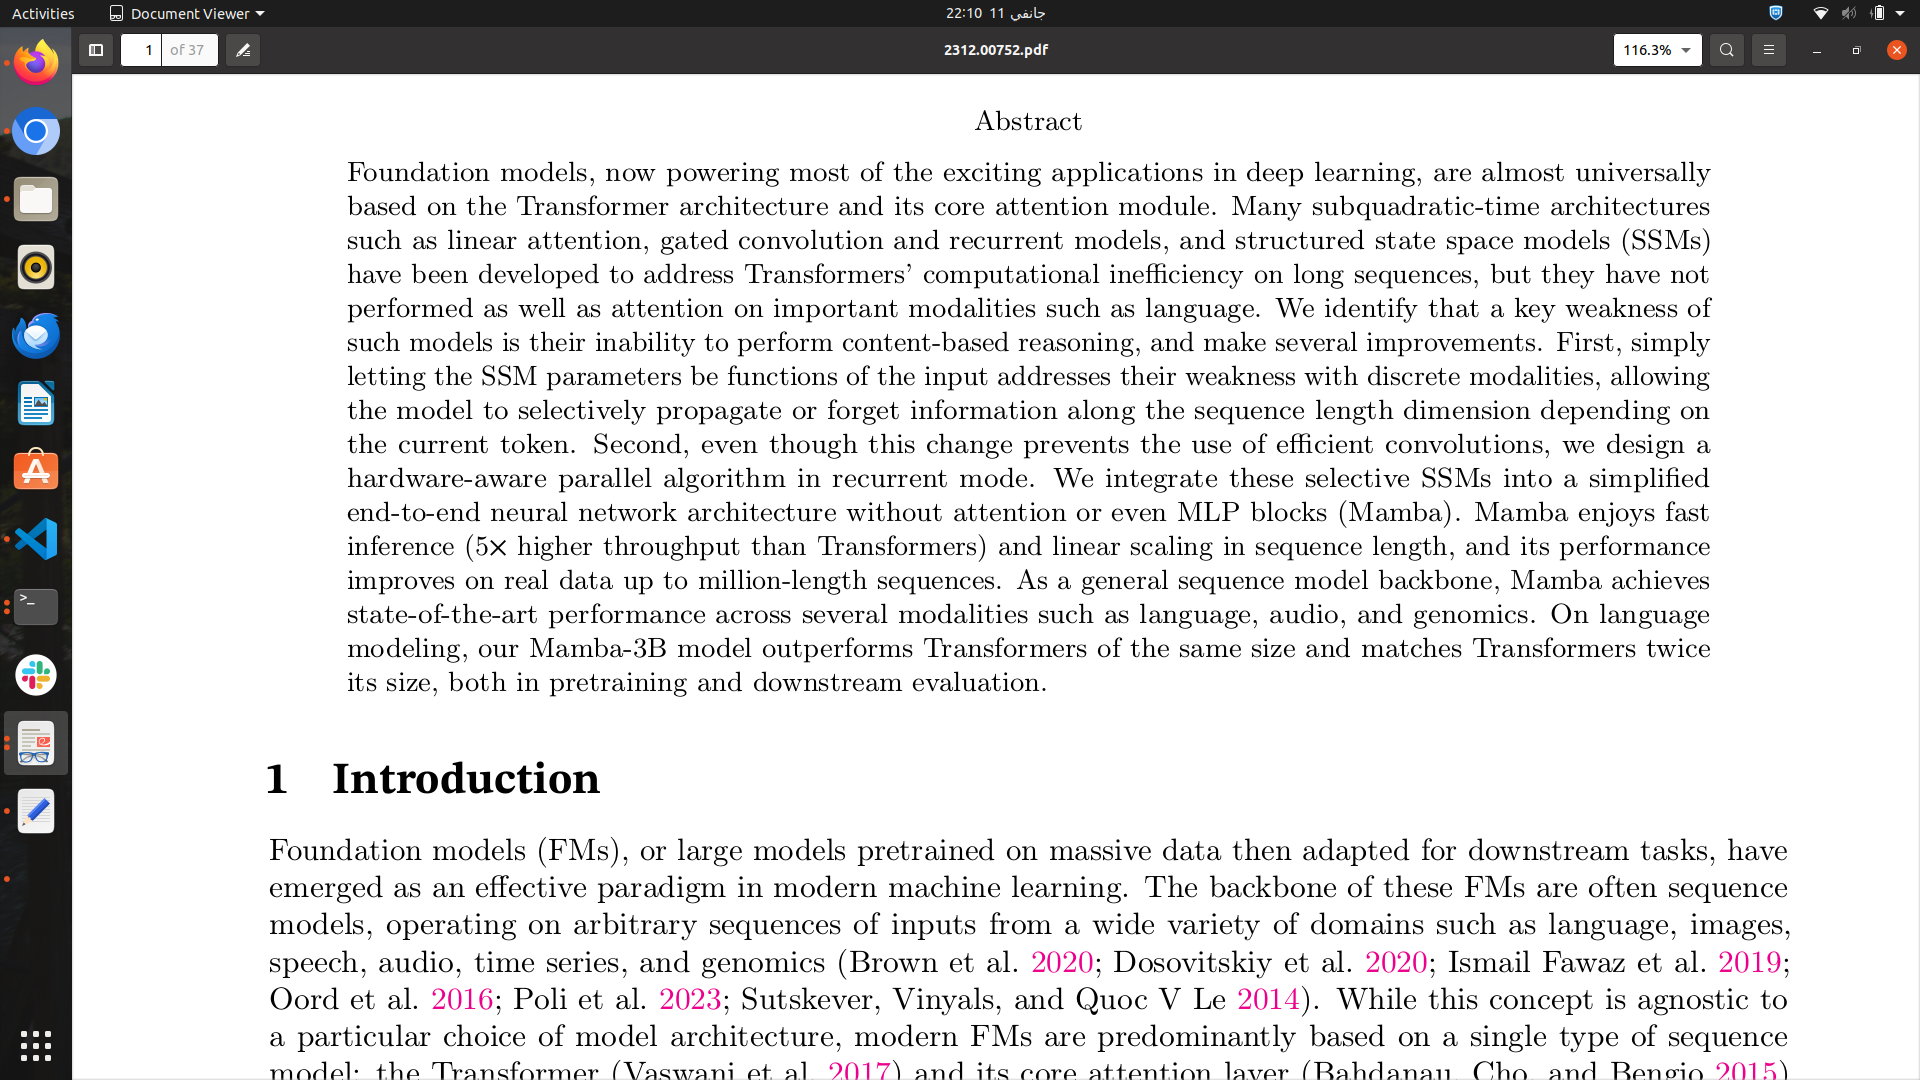 Activities
Document Viewer
22:10 11 جانفي
1 of 37
2312.00752.pdf
116.3%
Abstract
Foundation models, now powering most of the exciting applications in deep learning, are almost universally
based on the Transformer architecture and its core attention module. Many subquadratic-time architectures
such as linear attention, gated convolution and recurrent models, and structured state space models (SSMs)
have been developed to address Transformers’ computational inefficiency on long sequences, but they have not
performed as well as attention on important modalities such as language. We identify that a key weakness of
such models is their inability to perform content-based reasoning, and make several improvements. First, simply
letting the SSM parameters be functions of the input addresses their weakness with discrete modalities, allowing
the model to selectively propagate or forget information along the sequence length dimension depending on
the current token. Second, even though this change prevents the use of efficient convolutions, we design a
hardware-aware parallel algorithm in recurrent mode. We integrate these selective SSMs into a simplified
end-to-end neural network architecture without attention or even MLP blocks (Mamba). Mamba enjoys fast
inference (5× higher throughput than Transformers) and linear scaling in sequence length, and its performance
improves on real data up to million-length sequences. As a general sequence model backbone, Mamba achieves
state-of-the-art performance across several modalities such as language, audio, and genomics. On language
modeling, our Mamba-3B model outperforms Transformers of the same size and matches Transformers twice
its size, both in pretraining and downstream evaluation.
1 Introduction
Foundation models (FMs), or large models pretrained on massive data then adapted for downstream tasks, have
emerged as an effective paradigm in modern machine learning. The backbone of these FMs are often sequence
models, operating on arbitrary sequences of inputs from a wide variety of domains such as language, images,
speech, audio, time series, and genomics (Brown et al. 2020; Dosovitskiy et al. 2020; Ismail Fawaz et al. 2019;
Oord et al. 2016; Poli et al. 2023; Sutskever, Vinyals, and Quoc V Le 2014). While this concept is agnostic to
a particular choice of model architecture, modern FMs are predominantly based on a single type of sequence
model: the Transformer (Vaswani et al. 2017) and its core attention layer (Bahdanau, Cho, and Bengio 2015)